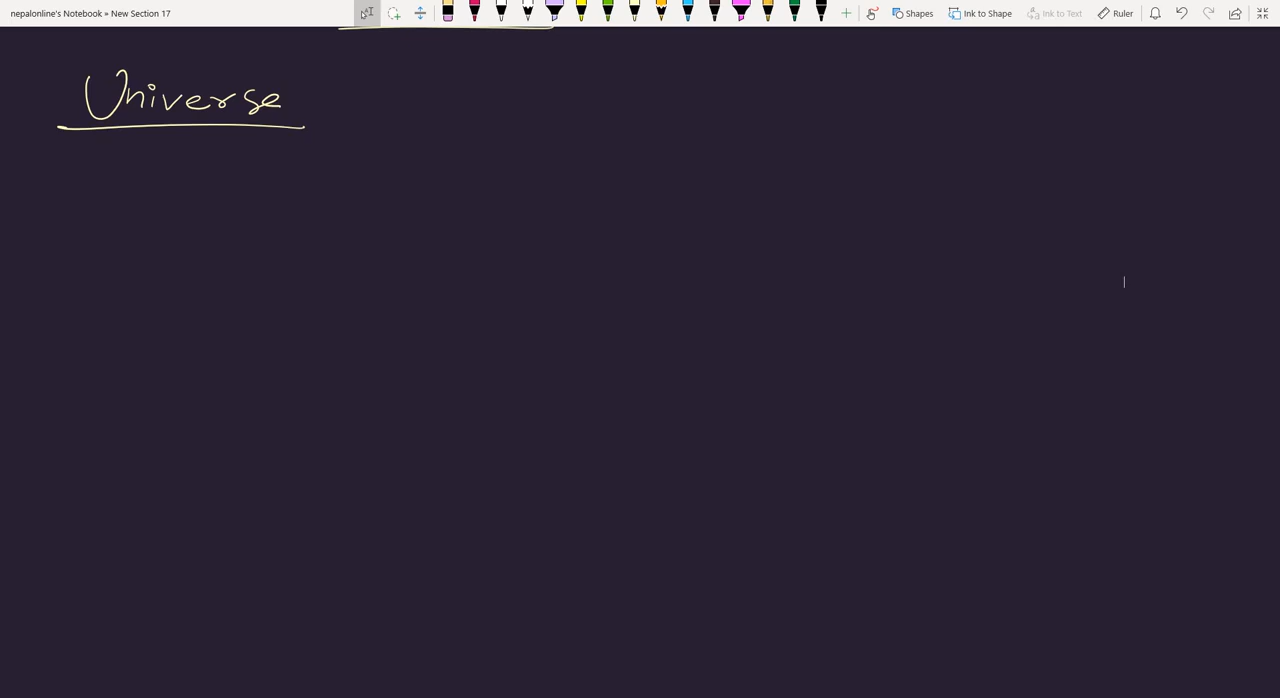 nepalonline's Notebook » New Section 17
Shapes
Ink to Shape
Ink to Text
Ruler
Universe